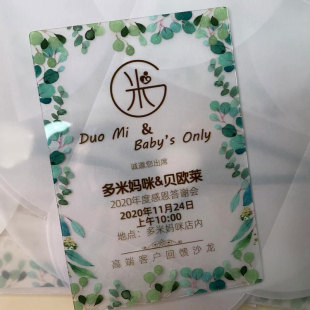 米
Duo Mi &
Baby's Only
诚邀您出席
多米妈咪&贝欧莱
2020年度感恩答谢会
2020年11月24日
上午10:00
地点：多米妈咪店内
高端客户回馈沙龙